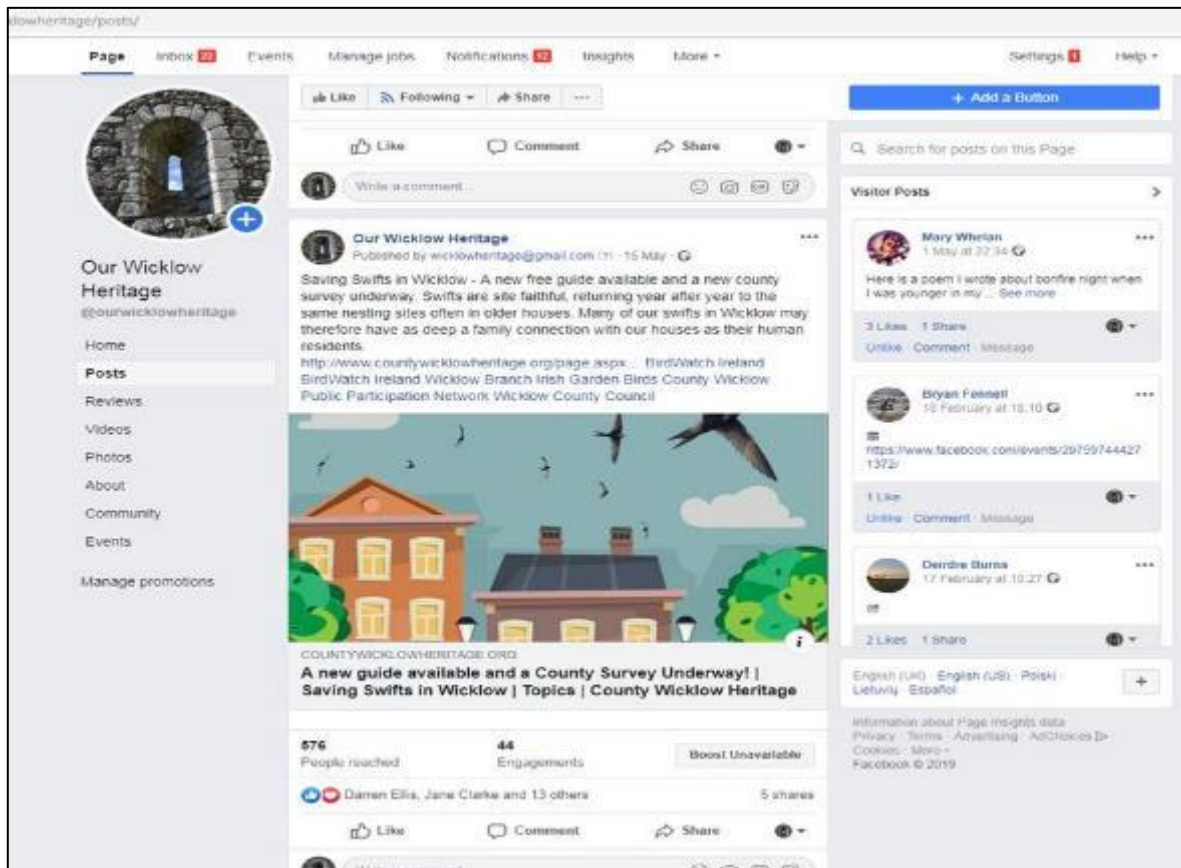 lowheritage/posts/
Page Inbox 22 Events Manage jobs Notifications 12 Insights More
Settings 1 Help
Like Following Share
+ Add a Button
Like Comment Share
Write a comment...
Search for posts on this Page
Our Wicklow
Heritage
@ourwicklowheritage
Home
Posts
Reviews
Videos
Photos
About
Community
Events
Manage promotions
Our Wicklow Heritage
Published by wicklowheritage@gmail.com [?] · 15 May ·
Saving Swifts in Wicklow - A new free guide available and a new county
survey underway. Swifts are site faithful, returning year after year to the
same nesting sites often in older houses. Many of our swifts in Wicklow may
therefore have as deep a family connection with our houses as their human
residents.
http://www.countywicklowheritage.org/page.aspx... BirdWatch Ireland
BirdWatch Ireland Wicklow Branch Irish Garden Birds County Wicklow
Public Participation Network Wicklow County Council
COUNTYWICKLOWHERITAGE.ORG
A new guide available and a County Survey Underway! |
Saving Swifts in Wicklow | Topics | County Wicklow Heritage
576
People reached
44
Engagements
Boost Unavailable
Darren Ellis, Jane Clarke and 13 others
5 shares
Like Comment Share
Visitor Posts
Mary Whelan
1 May at 22:34
Here is a poem I wrote about bonfire night when
I was younger in my ... See more
3 Likes 1 Share
Unlike · Comment · Message
Bryan Fennell
18 February at 18:10
https://www.facebook.com/events/29759744427
1372/
1 Like
Unlike · Comment · Message
Deirdre Burns
17 February at 10:27
2 Likes 1 Share
English (UK) · English (US) · Polski ·
Lietuvių · Español
Information about Page Insights data
Privacy · Terms · Advertising · AdChoices
Cookies · More
Facebook © 2019